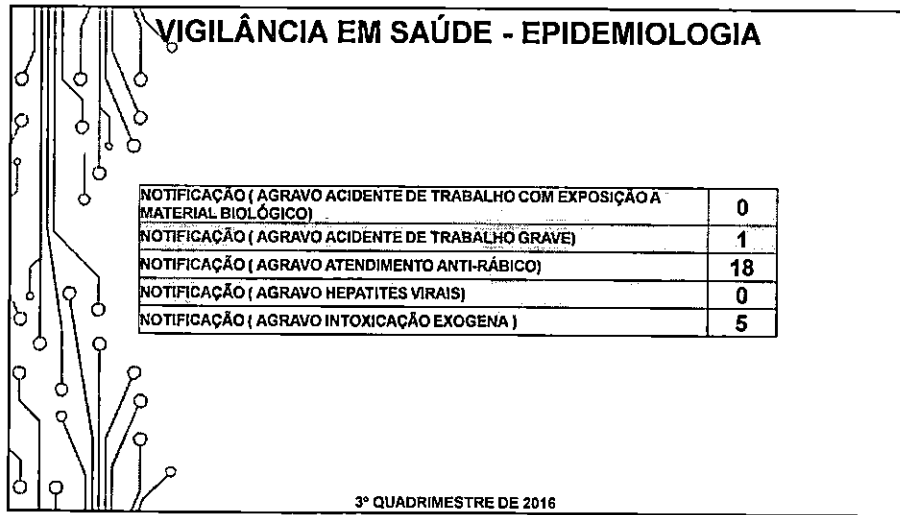 VIGILÂNCIA EM SAÚDE - EPIDEMIOLOGIA
NOTIFICAÇÃO ( AGRAVO ACIDENTE DE TRABALHO COM EXPOSIÇÃO A
MATERIAL BIOLÓGICO) 0
NOTIFICAÇÃO ( AGRAVO ACIDENTE DE TRABALHO GRAVE) 1
NOTIFICAÇÃO ( AGRAVO ATENDIMENTO ANTI-RÁBICO) 18
NOTIFICAÇÃO ( AGRAVO HEPATITES VIRAIS) 0
NOTIFICAÇÃO ( AGRAVO INTOXICAÇÃO EXOGENA ) 5
3º QUADRIMESTRE DE 2016